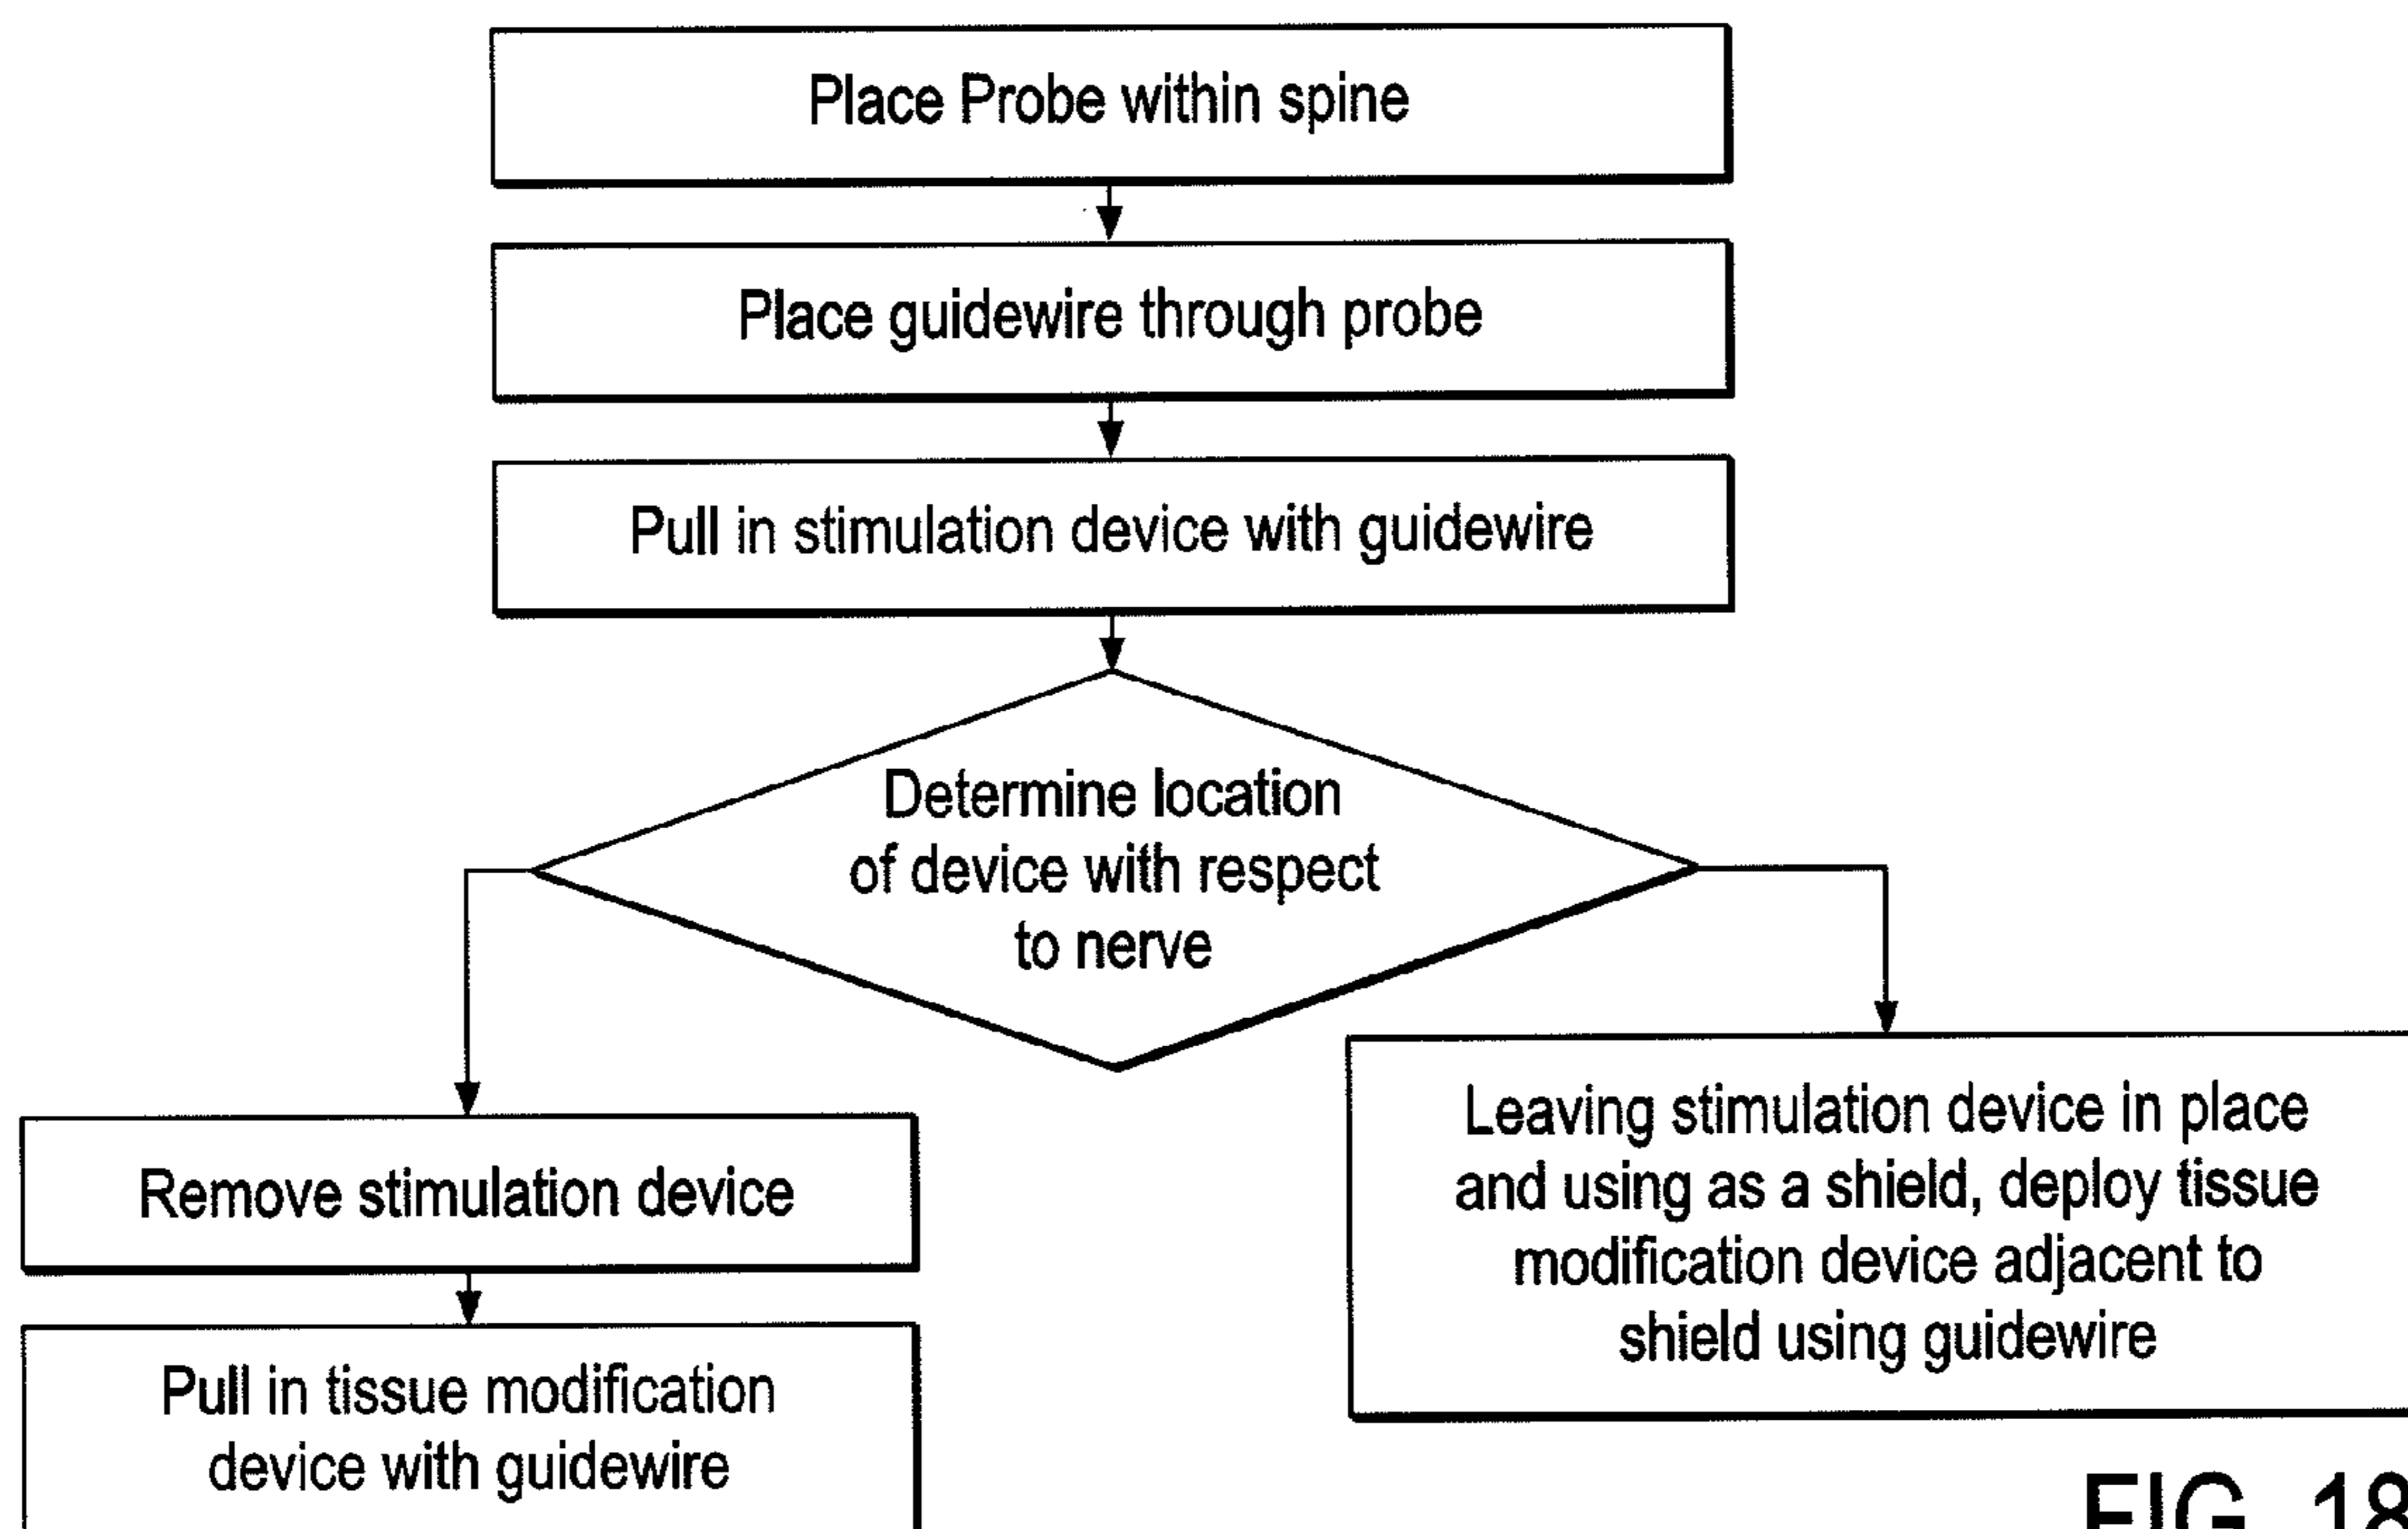 Place Probe within spine
Place guidewire through probe
Pull in stimulation device with guidewire
Determine location
of device with respect
to nerve
Remove stimulation device
Pull in tissue modification
device with guidewire
Leaving stimulation device in place
and using as a shield, deploy tissue
modification device adjacent to
shield using guidewire
FIG. 18